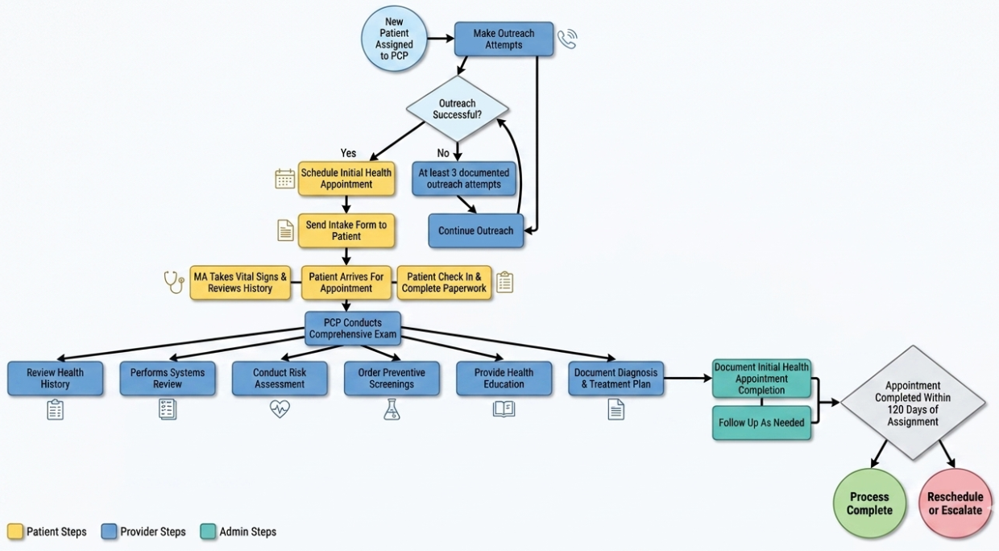 New
Patient
Assigned
to PCP
Make Outreach
Attempts
Outreach
Successful?
Yes
No
Schedule Initial Health
Appointment
At least 3 documented
outreach attempts
Send Intake Form to
Patient
Continue Outreach
MA Takes Vital Signs &
Reviews History
Patient Arrives For
Appointment
Patient Check In &
Complete Paperwork
PCP Conducts
Comprehensive Exam
Review Health
History
Performs Systems
Review
Conduct Risk
Assessment
Order Preventive
Screenings
Provide Health
Education
Document Diagnosis
& Treatment Plan
Document Initial Health
Appointment
Completion
Follow Up As Needed
Appointment
Completed Within
120 Days of
Assignment
Process
Complete
Reschedule
or Escalate
Patient Steps
Provider Steps
Admin Steps